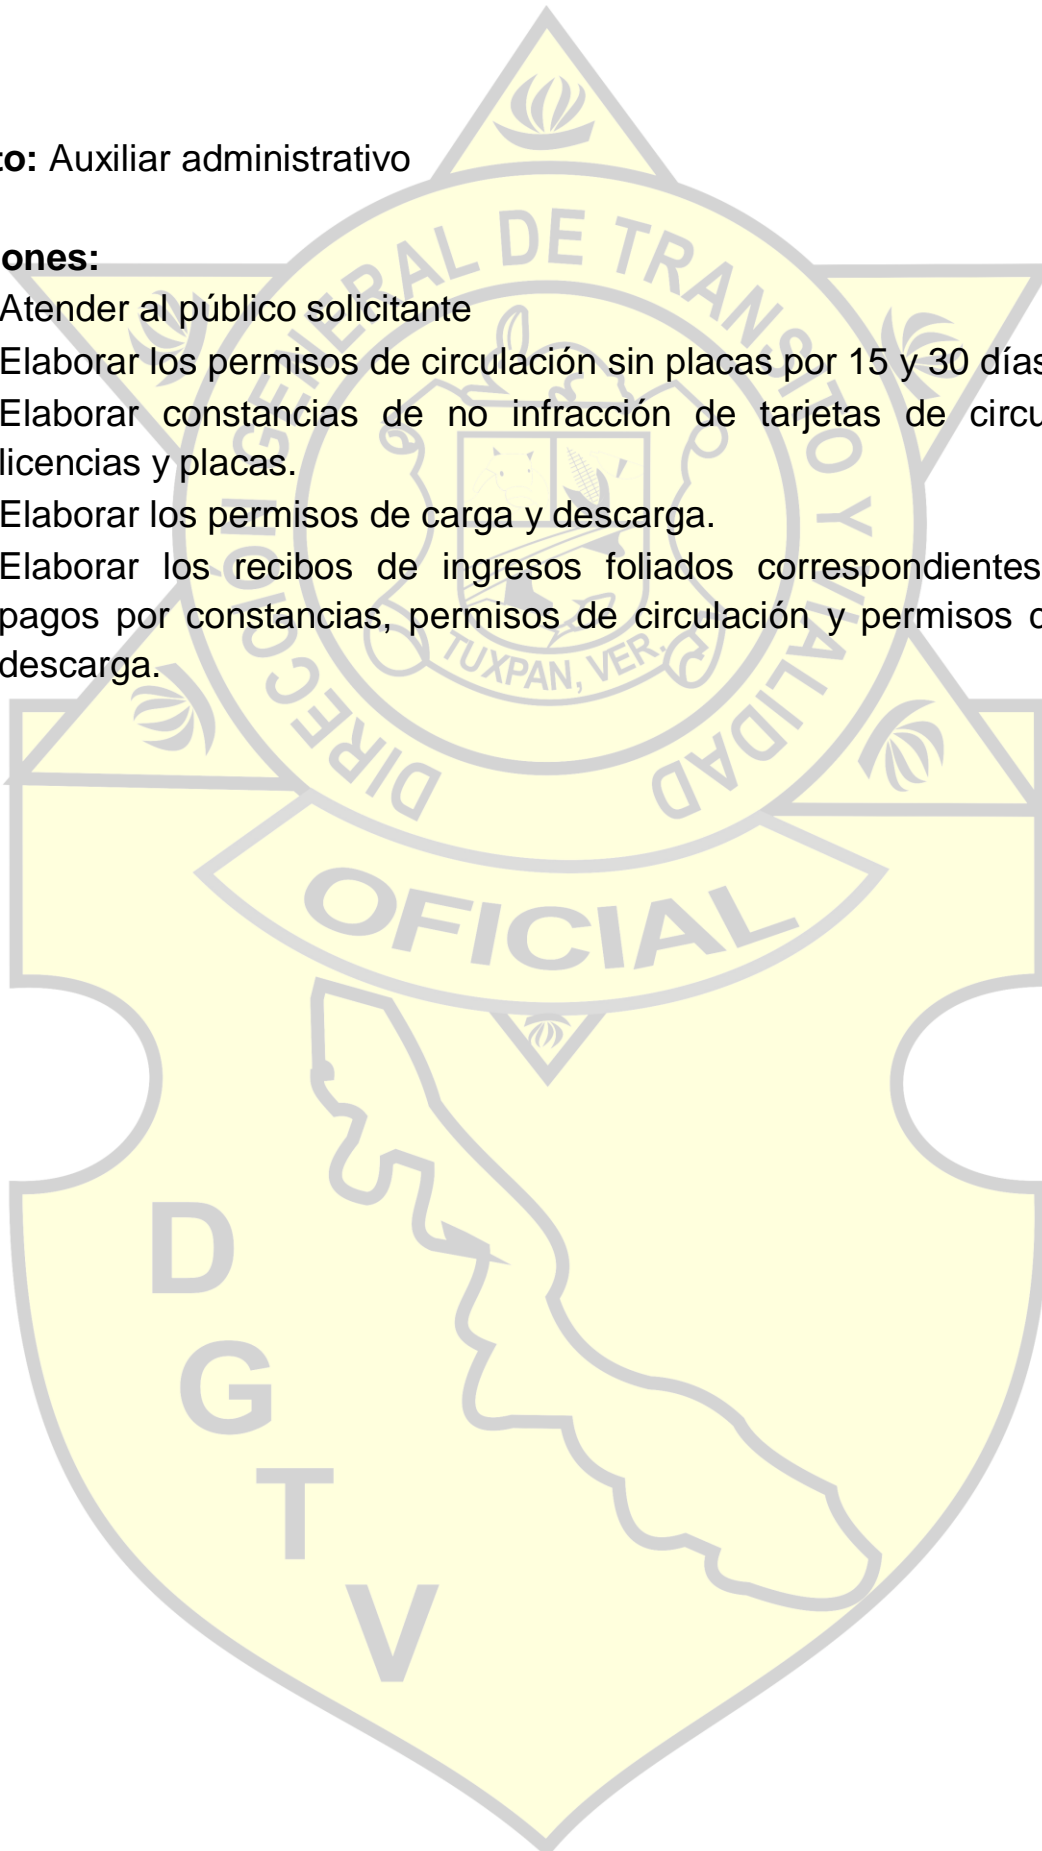 to: Auxiliar administrativo
ones:
Atender al público solicitante
Elaborar los permisos de circulación sin placas por 15 y 30 días
Elaborar constancias de no infracción de tarjetas de circu
licencias y placas.
Elaborar los permisos de carga y descarga.
Elaborar los recibos de ingresos foliados correspondientes
pagos por constancias, permisos de circulación y permisos
descarga.
DIRECCIÓN GENERAL DE TRANSITO Y VIALIDAD
TUXPAN, VER.
OFICIAL
D
G
T
V